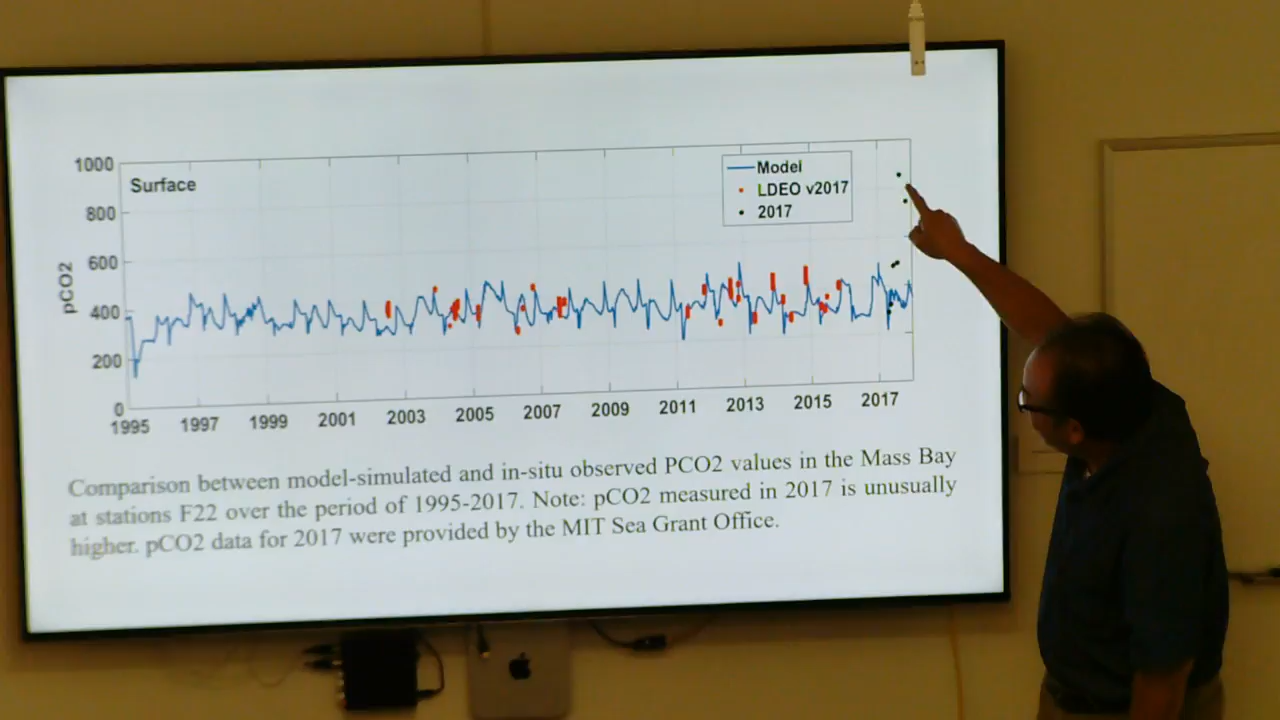 1000
Surface
Model
LDEO v2017
2017
800
600
400
200
0
pCO2
1995 1997 1999 2001 2003 2005 2007 2009 2011 2013 2015 2017
Comparison between model-simulated and in-situ observed PCO2 values in the Mass Bay
at stations F22 over the period of 1995-2017. Note: pCO2 measured in 2017 is unusually
higher. pCO2 data for 2017 were provided by the MIT Sea Grant Office.